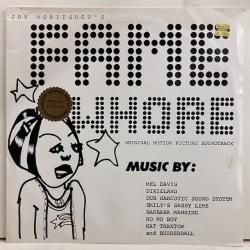 JON MORITSUGU'S
FAME
WHORE
ORIGINAL MOTION PICTURE SOUNDTRACK
MUSIC BY:
MEL DAVIS
DIXIELAND
DUB NARCOTIC SOUND SYSTEM
EMILY'S SASSY LIME
BARBARA MANNING
NO NO BOY
KAT THAXTON
and BUDDERBALL